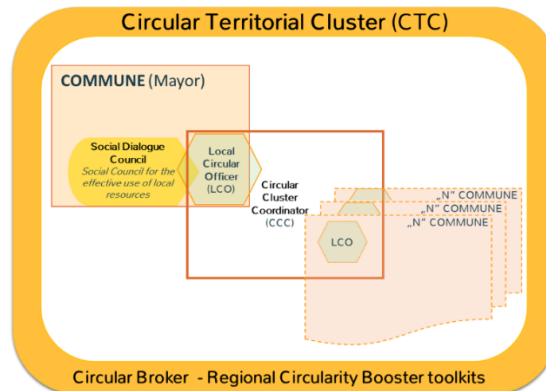 Circular Territorial Cluster (CTC)
COMMUNE (Mayor)
Social Dialogue
Council
Social Council for the
effective use of local
resources
Local
Circular
Officer
(LCO)
Circular
Cluster
Coordinator
(CCC)
„N" COMMUNE
„N" COMMUNE
„N" COMMUNE
LCO
Circular Broker - Regional Circularity Booster toolkits